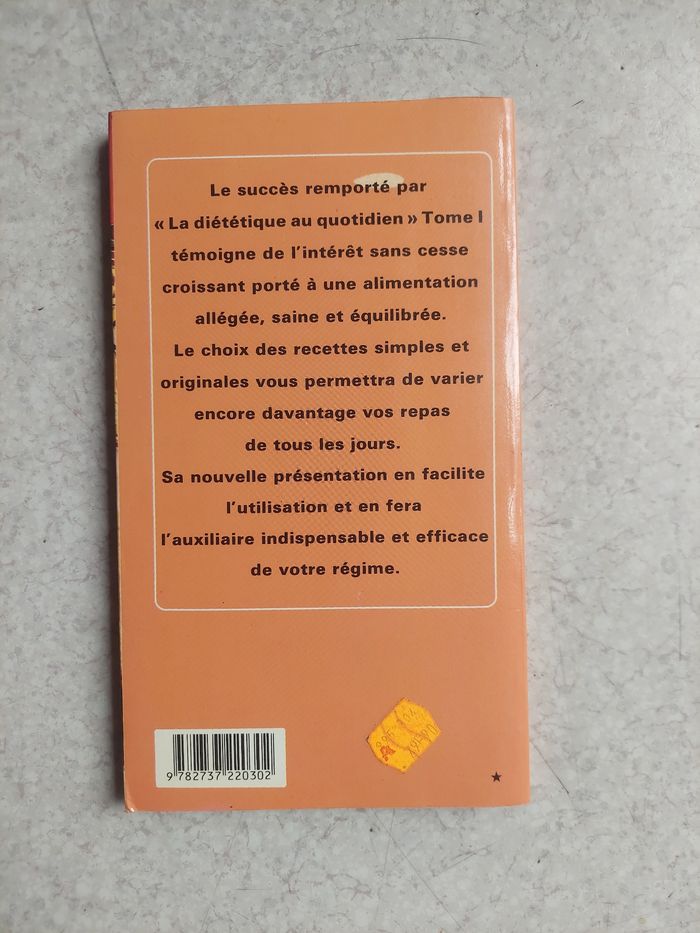 Le succès remporté par
« La diététique au quotidien » Tome I
témoigne de l'intérêt sans cesse
croissant porté à une alimentation
allégée, saine et équilibrée.
Le choix des recettes simples et
originales vous permettra de varier
encore davantage vos repas
de tous les jours.
Sa nouvelle présentation en facilite
l'utilisation et en fera
l'auxiliaire indispensable et efficace
de votre régime.
9 782737 220302